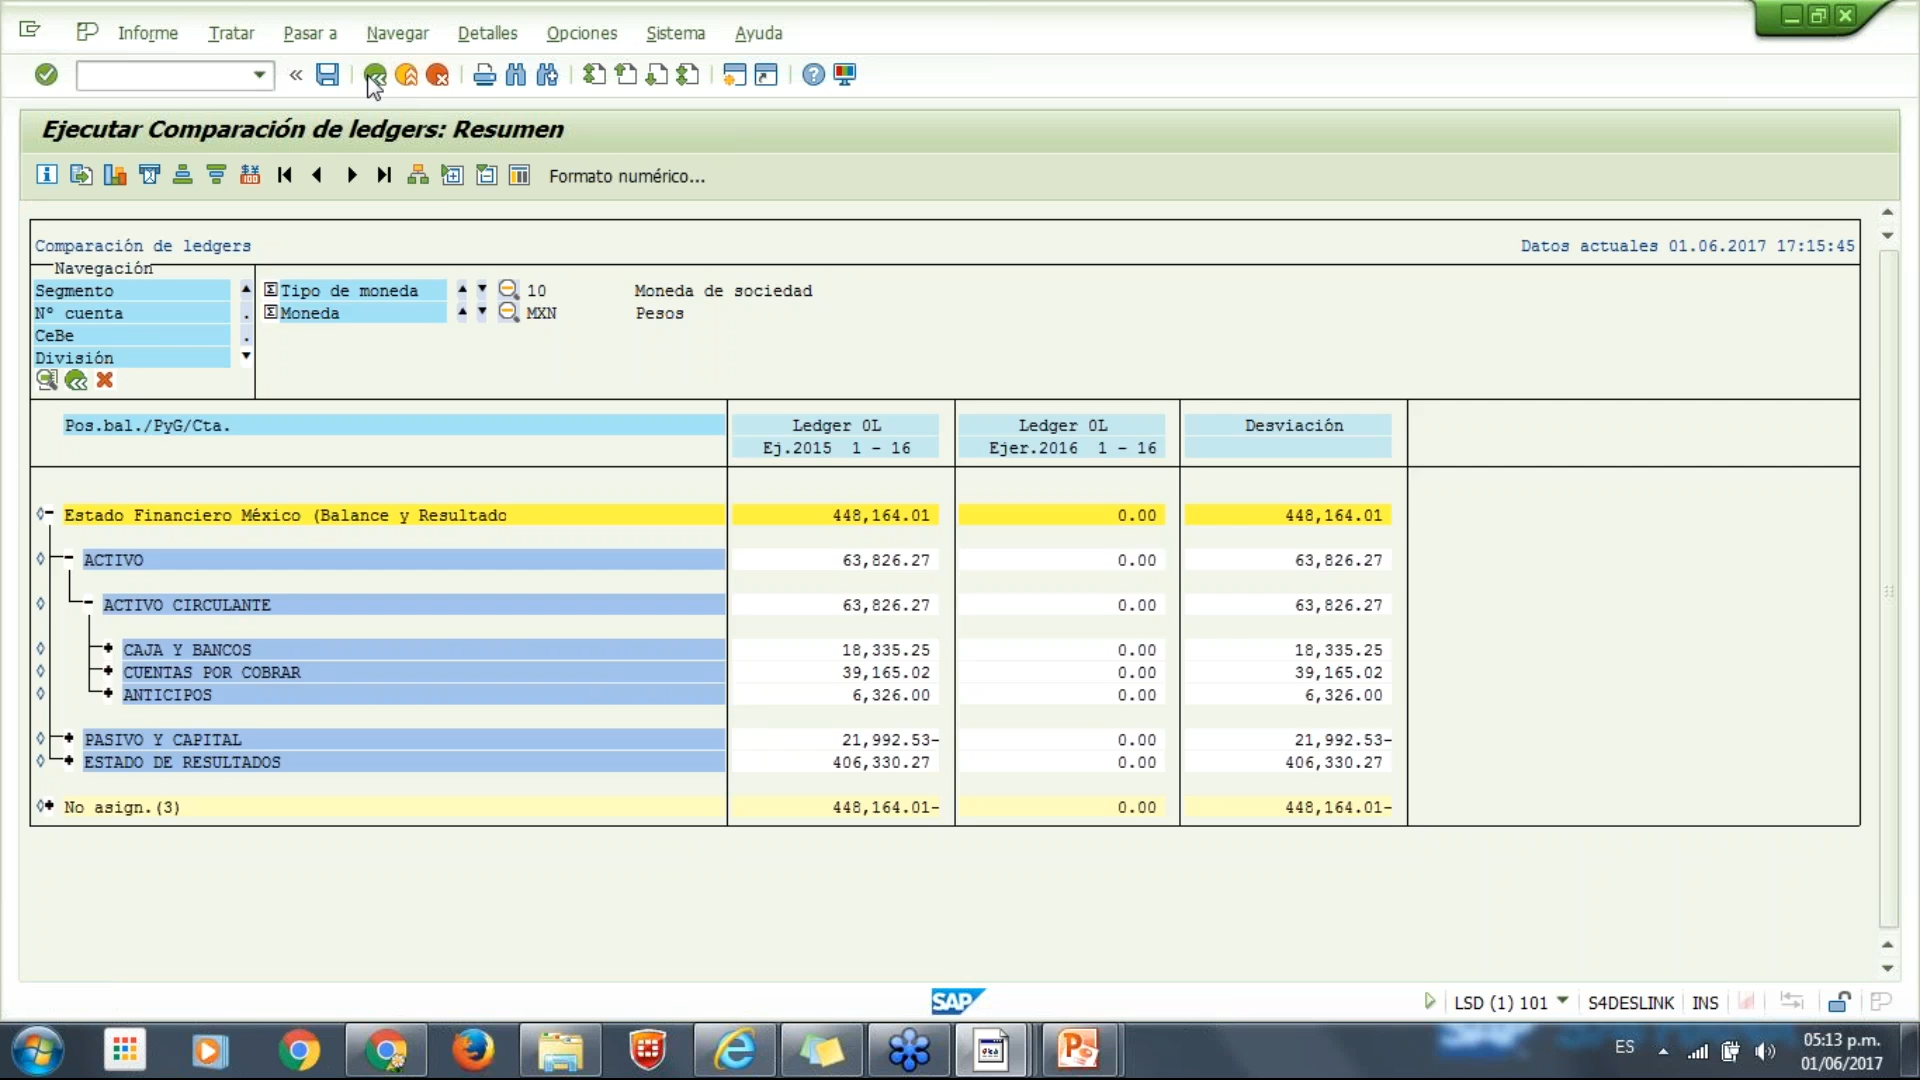 Informe Tratar Pasar a Navegar Detalles Opciones Sistema Ayuda
Ejecutar Comparación de ledgers: Resumen
Formato numérico...
Comparación de ledgers Datos actuales 01.06.2017 17:15:45
Navegación
Segmento Tipo de moneda 10 Moneda de sociedad
Nº cuenta Moneda MXN Pesos
CeBe
División
Pos.bal./PyG/Cta. Ledger 0L Ledger 0L Desviación
Ej.2015 1 - 16 Ejer.2016 1 - 16
Estado Financiero México (Balance y Resultado 448,164.01 0.00 448,164.01
ACTIVO 63,826.27 0.00 63,826.27
ACTIVO CIRCULANTE 63,826.27 0.00 63,826.27
CAJA Y BANCOS 18,335.25 0.00 18,335.25
CUENTAS POR COBRAR 39,165.02 0.00 39,165.02
ANTICIPOS 6,326.00 0.00 6,326.00
PASIVO Y CAPITAL 21,992.53- 0.00 21,992.53-
ESTADO DE RESULTADOS 406,330.27 0.00 406,330.27
No asign.(3) 448,164.01- 0.00 448,164.01-
SAP LSD (1) 101 S4DESLINK INS
ES 05:13 p.m.
01/06/2017